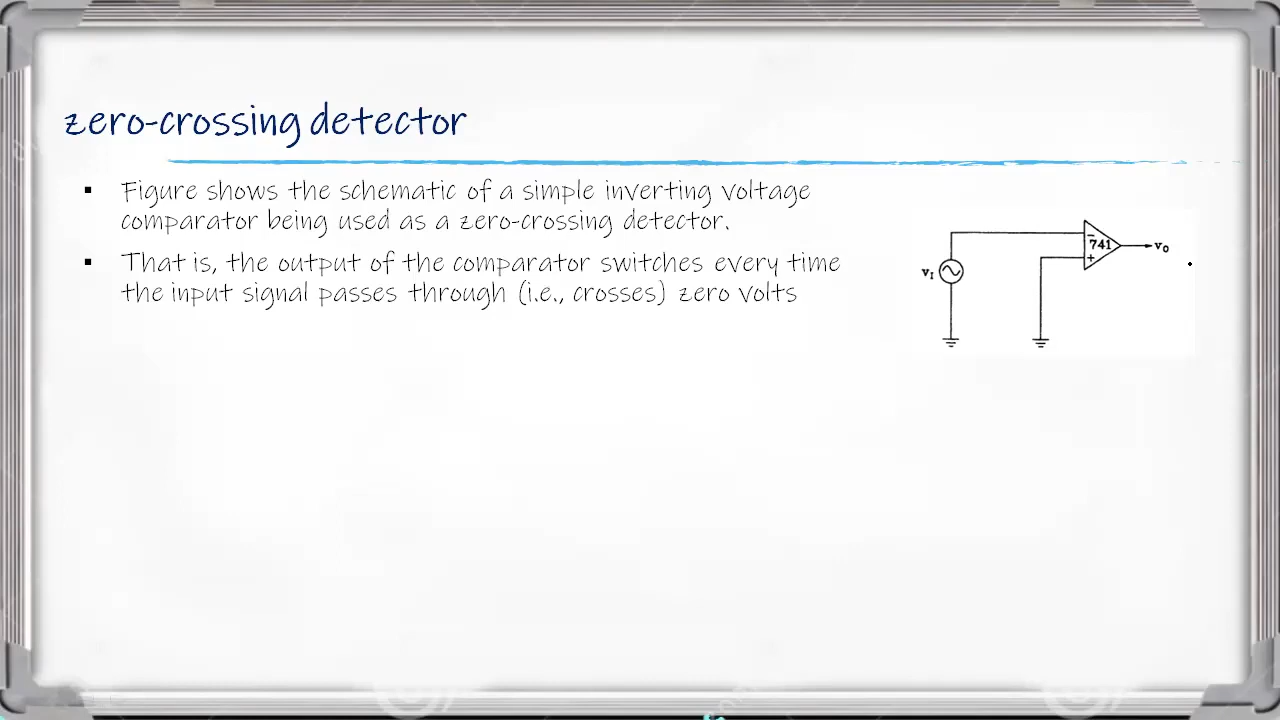 zero-crossing detector
▪ Figure shows the schematic of a simple inverting voltage
comparator being used as a zero-crossing detector.
▪ That is, the output of the comparator switches every time
the input signal passes through (i.e., crosses) zero volts
−
741
+
vI
vO